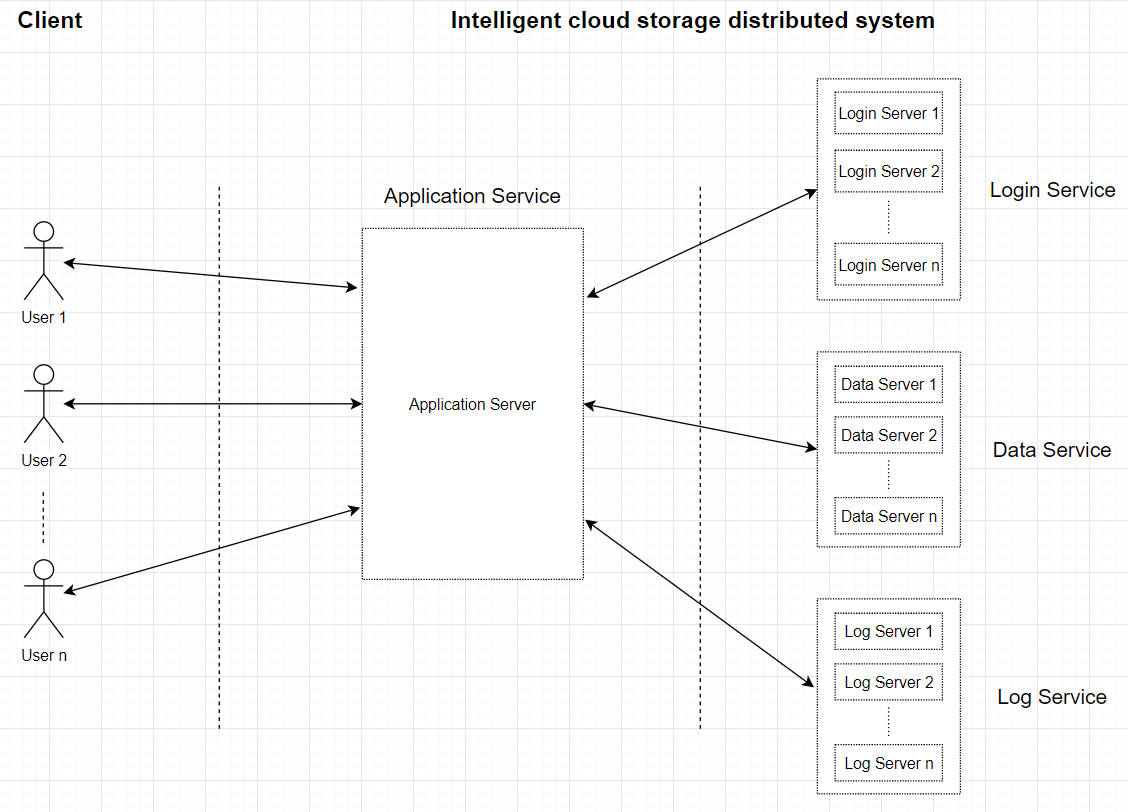 Client
Intelligent cloud storage distributed system
User 1
User 2
User n
Application Service
Application Server
Login Server 1
Login Server 2
Login Server n
Login Service
Data Server 1
Data Server 2
Data Server n
Data Service
Log Server 1
Log Server 2
Log Server n
Log Service